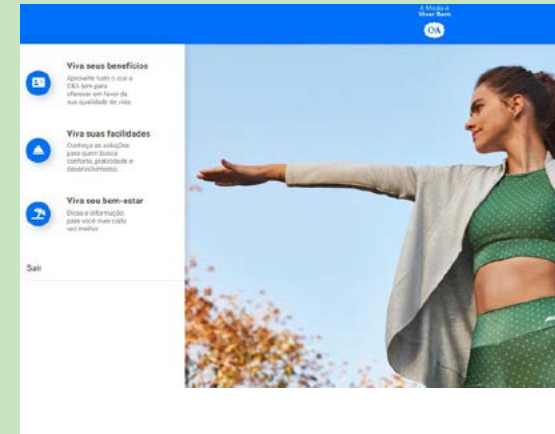 A Moda é
Viver Bem
C&A
Viva seus benefícios
Aproveite tudo o que a
C&A tem para
oferecer em favor da
sua qualidade de vida.
Viva suas facilidades
Conheça as soluções
para quem busca
conforto, praticidade e
desenvolvimento.
Viva seu bem-estar
Dicas e informação
para você viver cada
vez melhor.
Sair